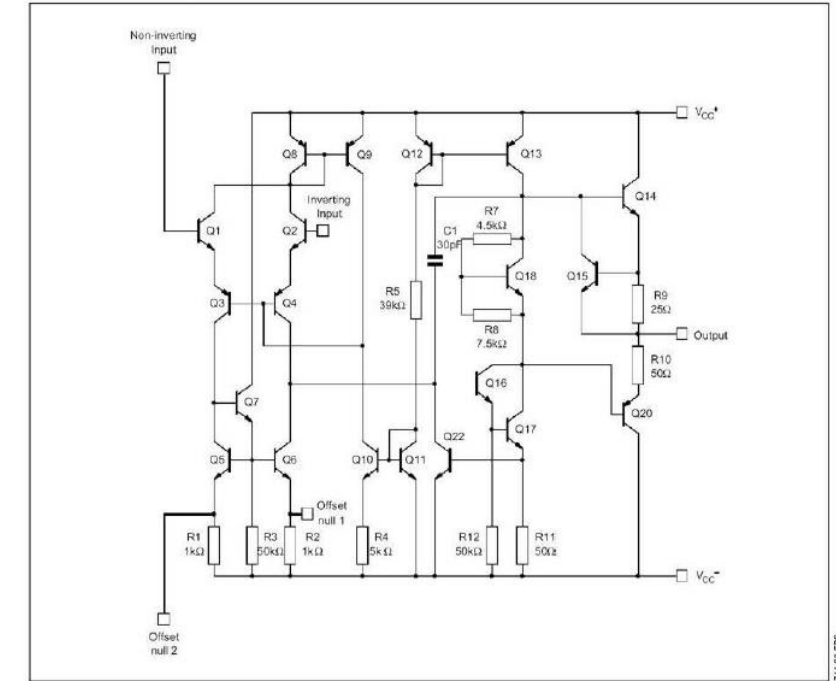 Non-inverting
Input
VCC+
Q8
Q9
Q12
Q13
Q14
Inverting
Input
Q1
Q2
C1
30pF
R7
4.5kΩ
Q18
Q15
Q3
Q4
R5
39kΩ
R9
25Ω
R8
7.5kΩ
Output
R10
50Ω
Q16
Q7
Q20
Q22
Q17
Q5
Q6
Q10
Q11
Offset
null 1
R1
1kΩ
R3
50kΩ
R2
1kΩ
R4
5kΩ
R12
50kΩ
R11
50Ω
VCC-
Offset
null 2